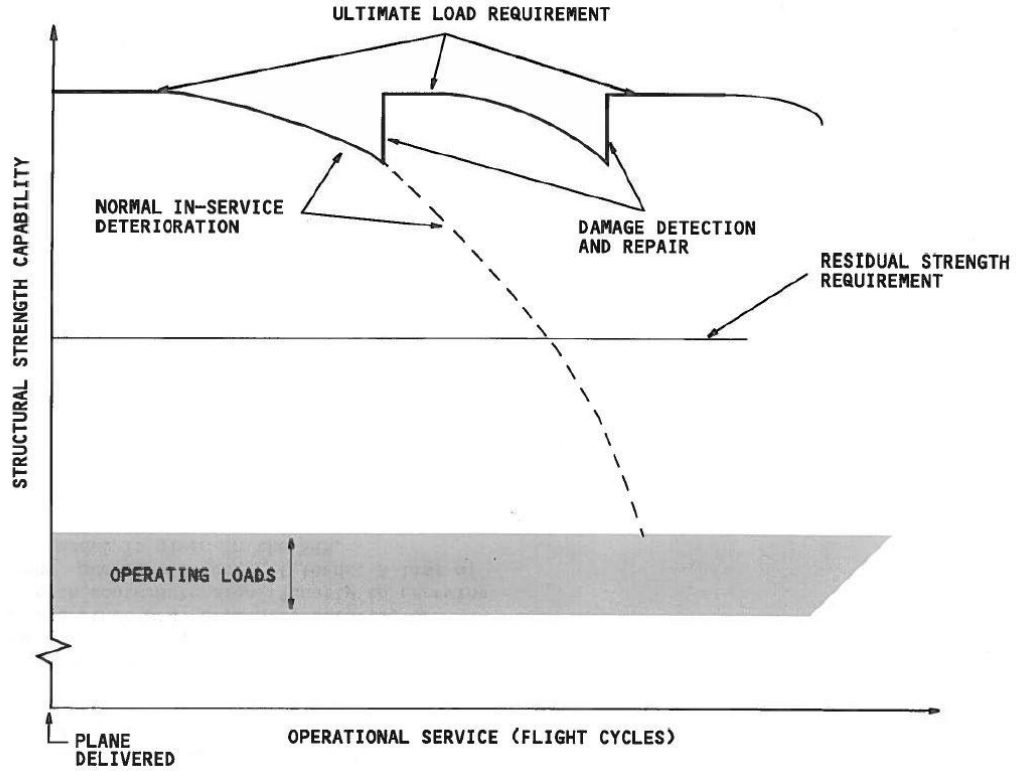 ULTIMATE LOAD REQUIREMENT
NORMAL IN-SERVICE
DETERIORATION
DAMAGE DETECTION
AND REPAIR
RESIDUAL STRENGTH
REQUIREMENT
STRUCTURAL STRENGTH CAPABILITY
OPERATING LOADS
PLANE
DELIVERED
OPERATIONAL SERVICE (FLIGHT CYCLES)